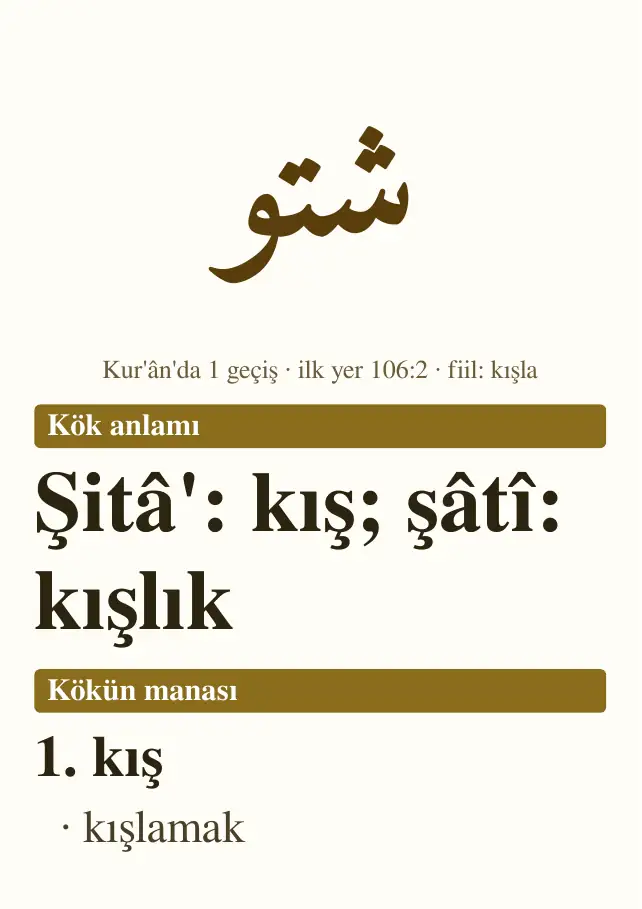 شتو
Kur'ân'da 1 geçiş · ilk yer 106:2 · fiil: kışla
Kök anlamı
Şitâ': kış; şâtî:
kışlık
Kökün manası
1. kış
· kışlamak